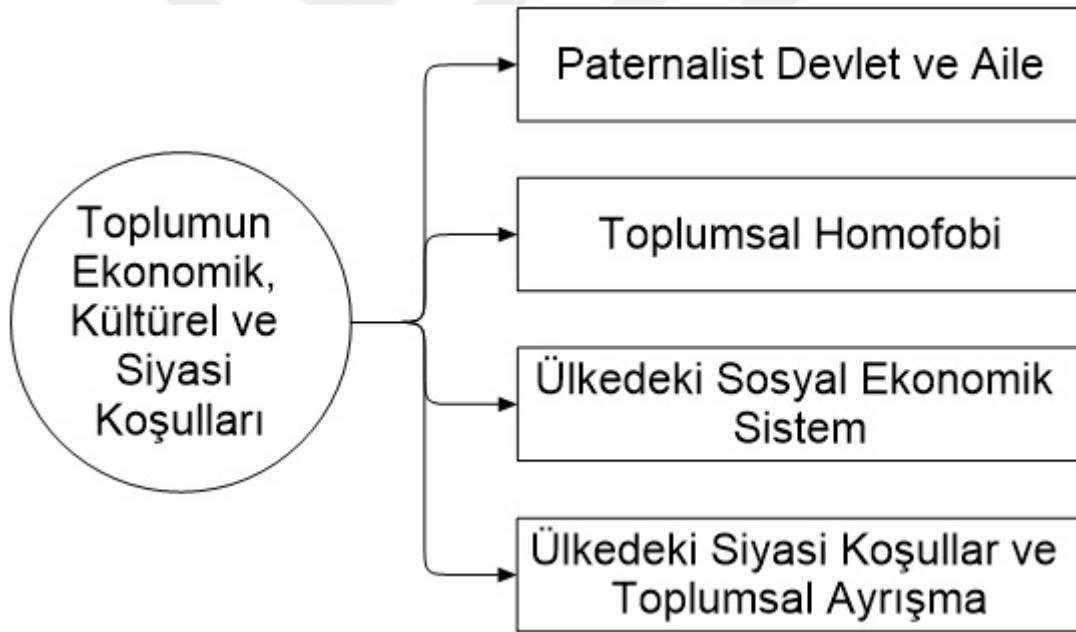 Toplumun
Ekonomik,
Kültürel ve
Siyasi
Koşulları
Paternalist Devlet ve Aile
Toplumsal Homofobi
Ülkedeki Sosyal Ekonomik
Sistem
Ülkedeki Siyasi Koşullar ve
Toplumsal Ayrışma